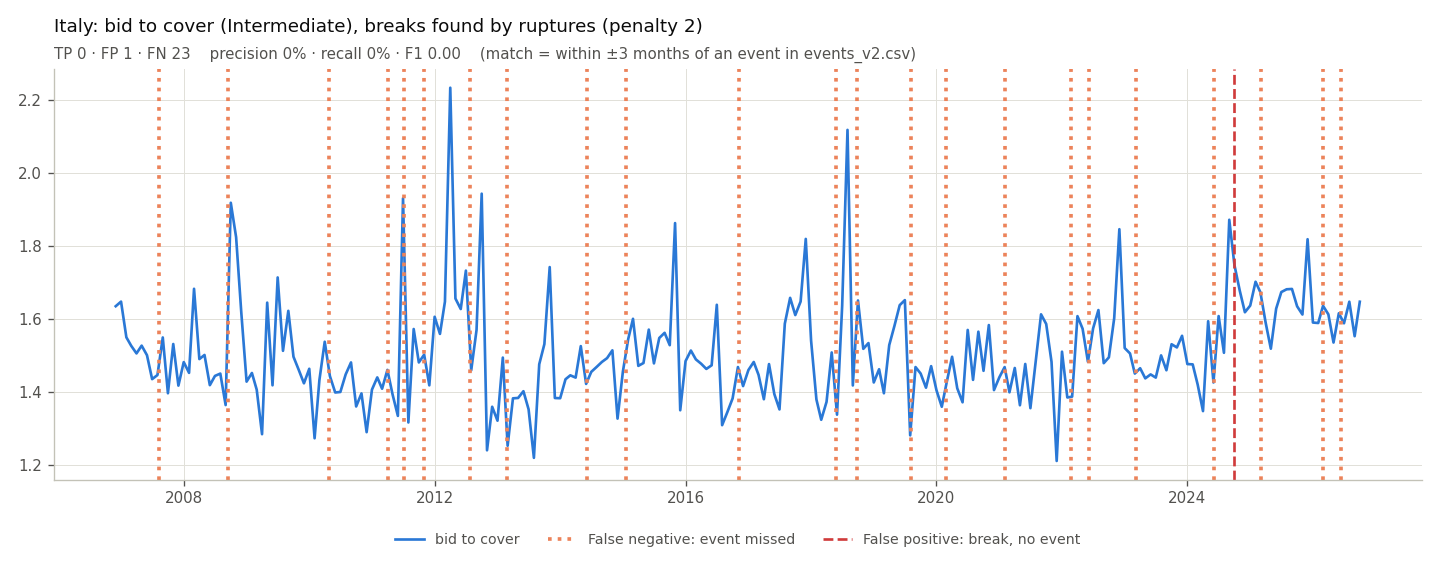 Italy: bid to cover (Intermediate), breaks found by ruptures (penalty 2)
TP 0 · FP 1 · FN 23    precision 0% · recall 0% · F1 0.00    (match = within ±3 months of an event in events_v2.csv)
2.2
2.0
1.8
1.6
1.4
1.2
2008 2012 2016 2020 2024
bid to cover    False negative: event missed    False positive: break, no event